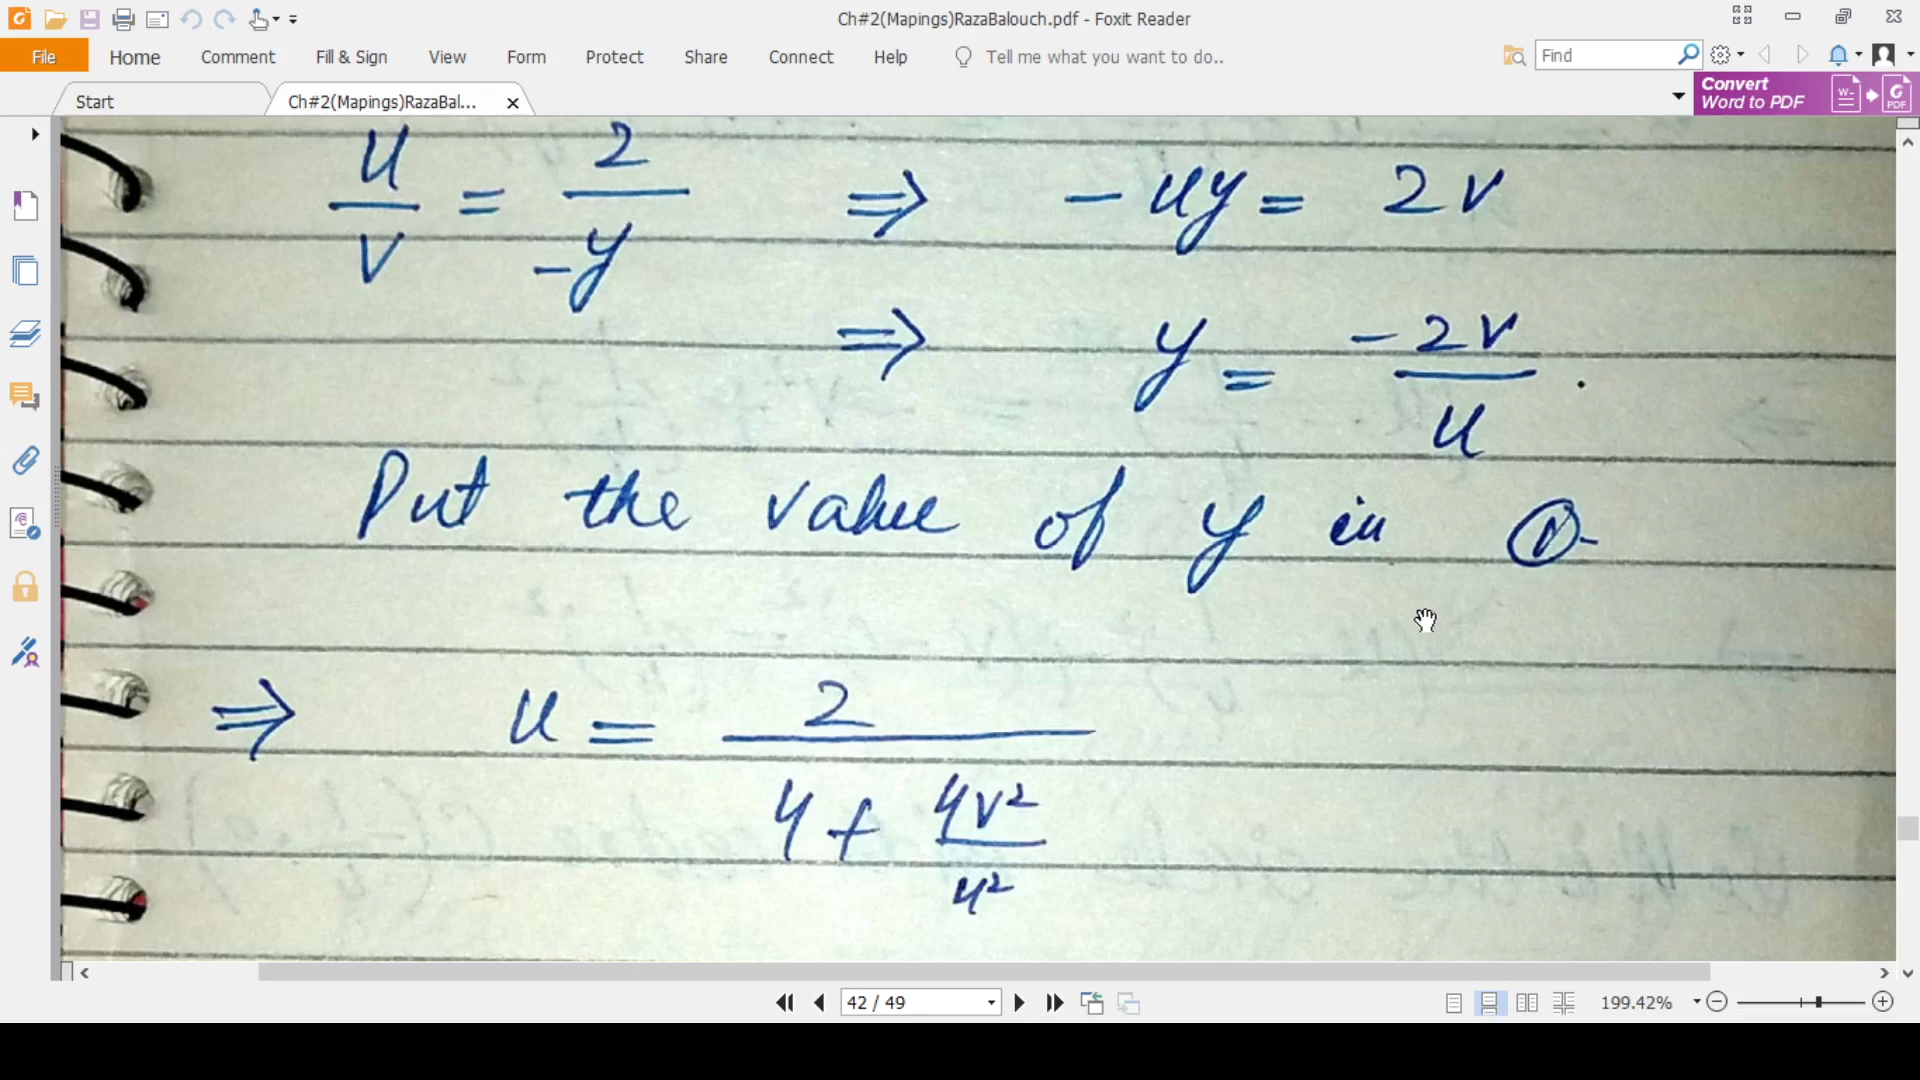 Ch#2(Mapings)RazaBalouch.pdf - Foxit Reader
File Home Comment Fill & Sign View Form Protect Share Connect Help Tell me what you want to do.. Find
Start Ch#2(Mapings)RazaBal... Convert
Word to PDF
u/v = 2/-y ⇒ -uy = 2v
⇒ y = -2v/u .
Put the value of y in ①.
⇒ u = 2/(4 + 4v²/u²)
42 / 49 199.42%